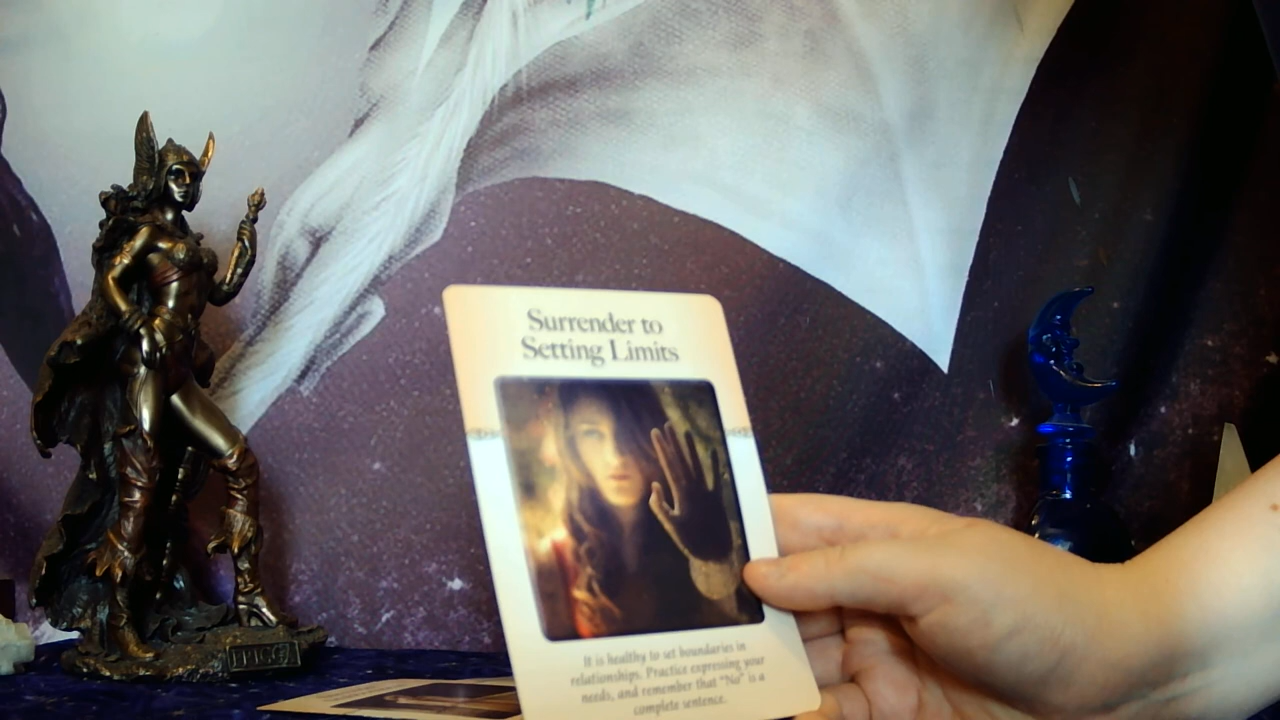 Surrender to
Setting Limits
It is healthy to set boundaries in
relationships. Practice expressing your
needs, and remember that "No" is a
complete sentence.